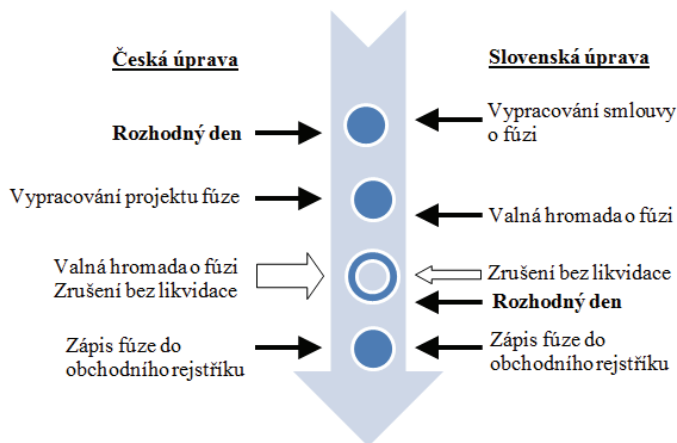 Česká úprava
Rozhodný den
Vypracování projektu fúze
Valná hromada o fúzi
Zrušení bez likvidace
Zápis fúze do
obchodního rejstříku
Slovenská úprava
Vypracování smlouvy
o fúzi
Valná hromada o fúzi
Zrušení bez likvidace
Rozhodný den
Zápis fúze do
obchodního rejstříku